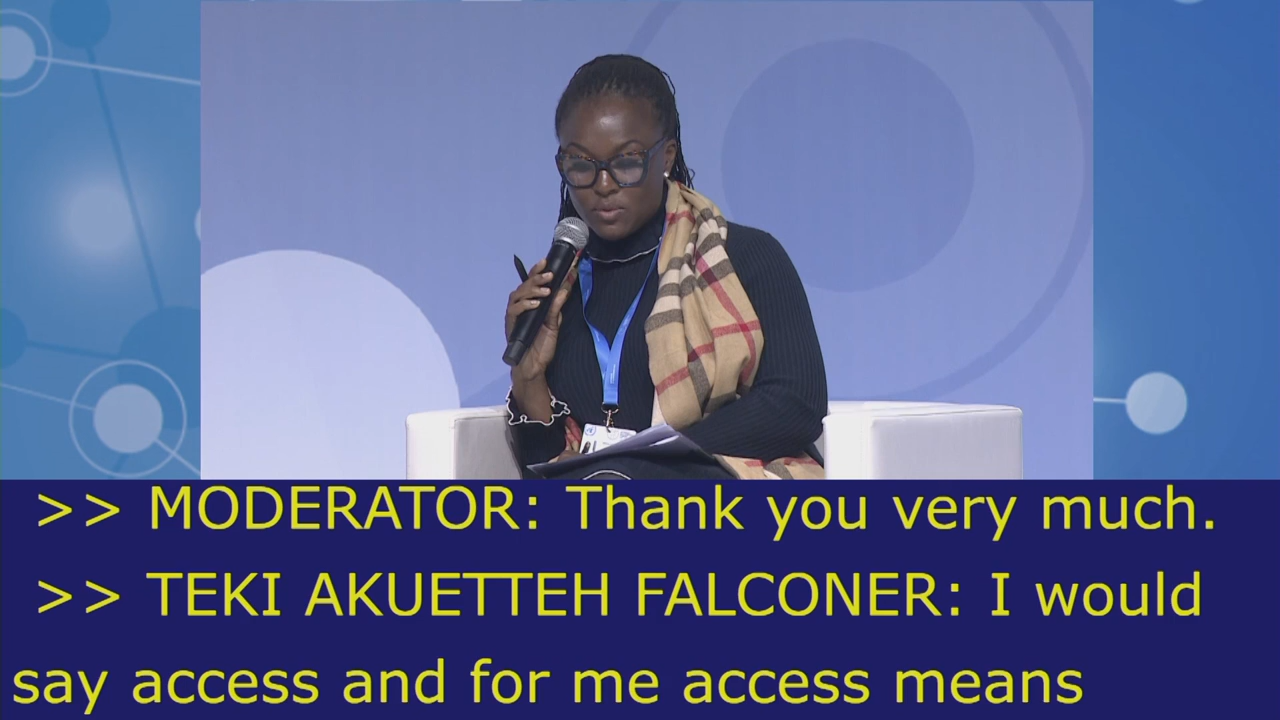 >> MODERATOR: Thank you very much.
>> TEKI AKUETTEH FALCONER: I would
say access and for me access means